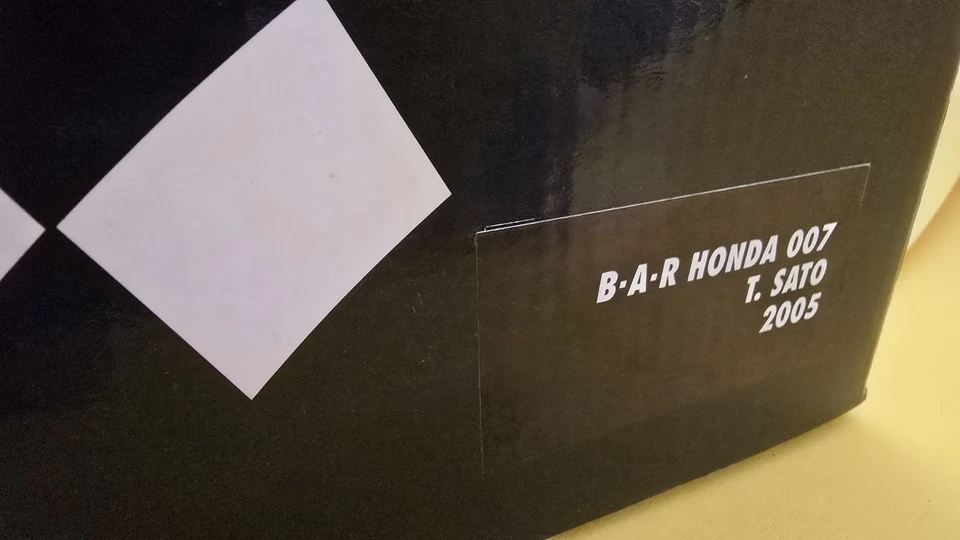 B·A·R HONDA 007
T. SATO
2005